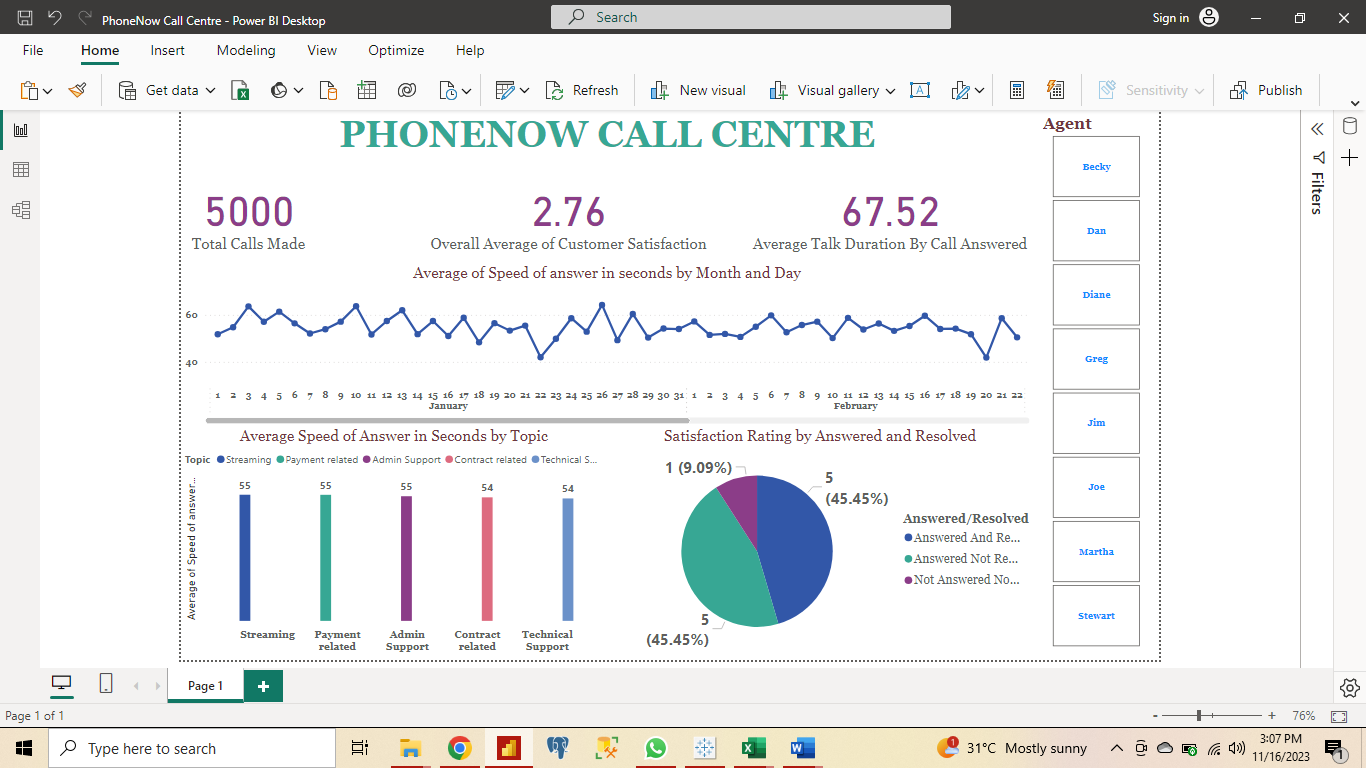 PhoneNow Call Centre - Power BI Desktop
Search
Sign in
File Home Insert Modeling View Optimize Help
Get data Refresh New visual Visual gallery Sensitivity Publish
PHONENOW CALL CENTRE
5000
Total Calls Made
2.76
Overall Average of Customer Satisfaction
67.52
Average Talk Duration By Call Answered
Average of Speed of answer in seconds by Month and Day
60
40
1 2 3 4 5 6 7 8 9 10 11 12 13 14 15 16 17 18 19 20 21 22 23 24 25 26 27 28 29 30 31 1 2 3 4 5 6 7 8 9 10 11 12 13 14 15 16 17 18 19 20 21 22
January February
Average Speed of Answer in Seconds by Topic
Topic Streaming Payment related Admin Support Contract related Technical S...
Average of Speed of answer...
55 55 55 54 54
Streaming Payment related Admin Support Contract related Technical Support
Satisfaction Rating by Answered and Resolved
1 (9.09%)
5
(45.45%)
5
(45.45%)
Answered/Resolved
Answered And Re...
Answered Not Re...
Not Answered No...
Agent
Becky
Dan
Diane
Greg
Jim
Joe
Martha
Stewart
Filters
Page 1
Page 1 of 1
- + 76%
Type here to search
1
31°C Mostly sunny
3:07 PM
11/16/2023
1